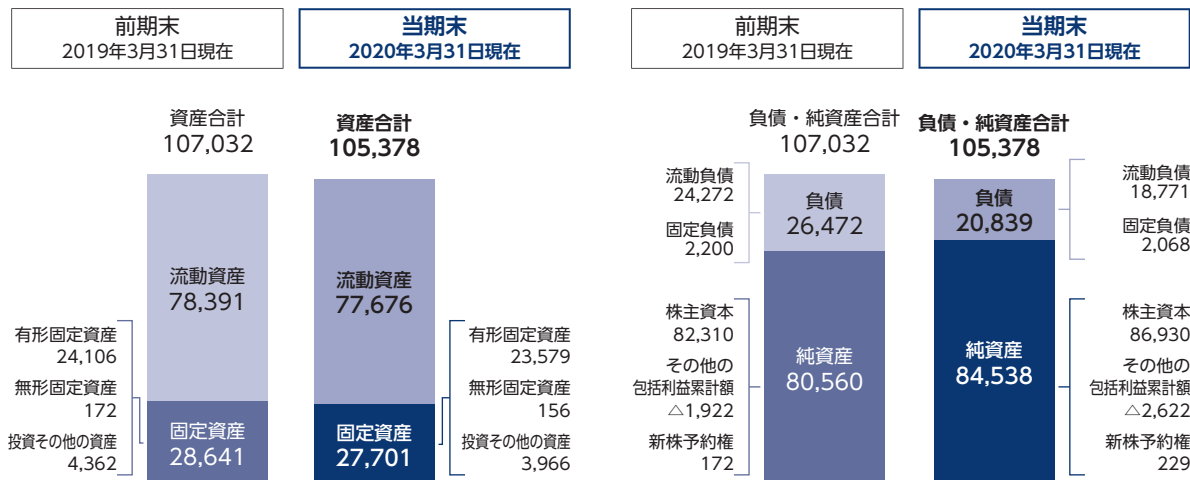 前期末
2019年3月31日現在
当期末
2020年3月31日現在
資産合計
107,032
資産合計
105,378
流動資産
78,391
流動資産
77,676
有形固定資産
24,106
無形固定資産
172
投資その他の資産
4,362
固定資産
28,641
固定資産
27,701
有形固定資産
23,579
無形固定資産
156
投資その他の資産
3,966
前期末
2019年3月31日現在
当期末
2020年3月31日現在
負債・純資産合計
107,032
負債・純資産合計
105,378
流動負債
24,272
固定負債
2,200
負債
26,472
負債
20,839
流動負債
18,771
固定負債
2,068
株主資本
82,310
その他の
包括利益累計額
△1,922
新株予約権
172
純資産
80,560
純資産
84,538
株主資本
86,930
その他の
包括利益累計額
△2,622
新株予約権
229